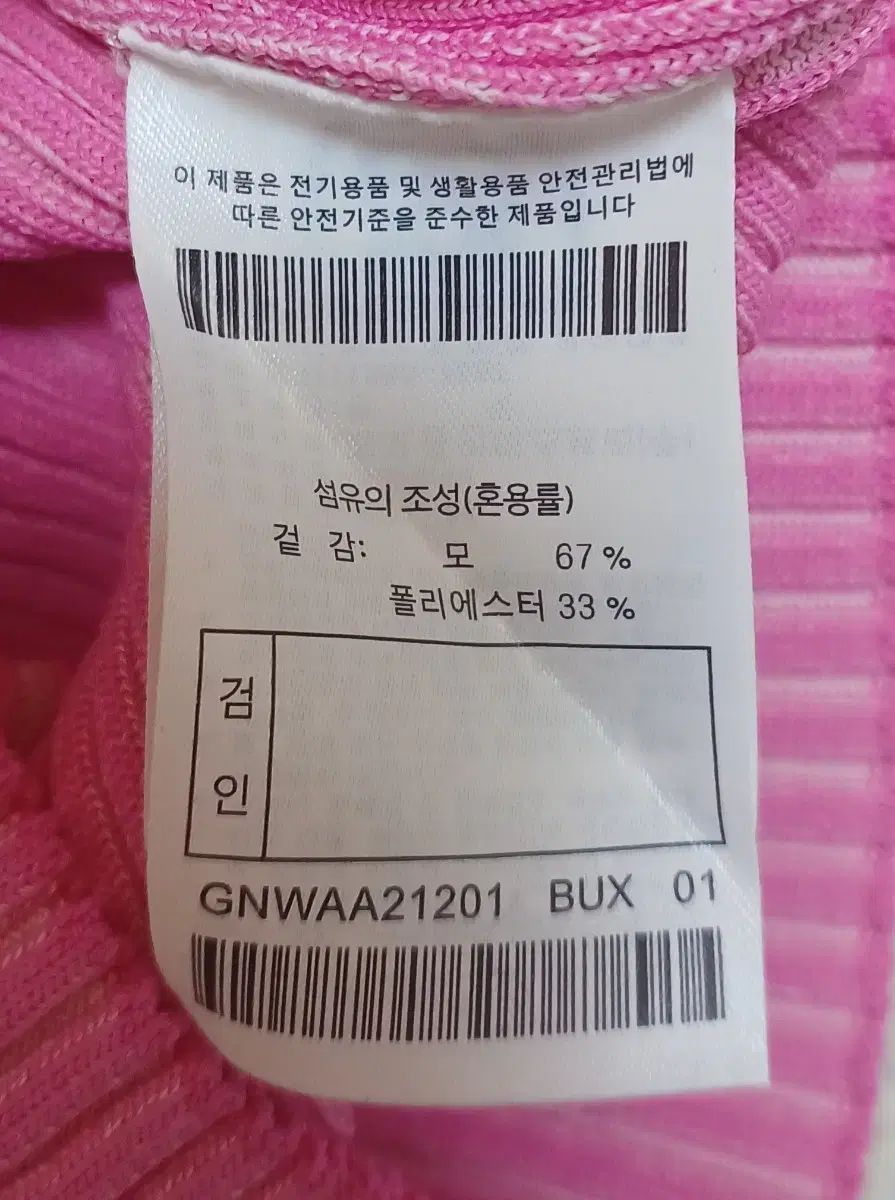 이 제품은 전기용품 및 생활용품 안전관리법에
따른 안전기준을 준수한 제품입니다
섬유의 조성(혼용률)
겉 감: 모 67 %
폴리에스터 33 %
검
인
GNWAA21201 BUX 01